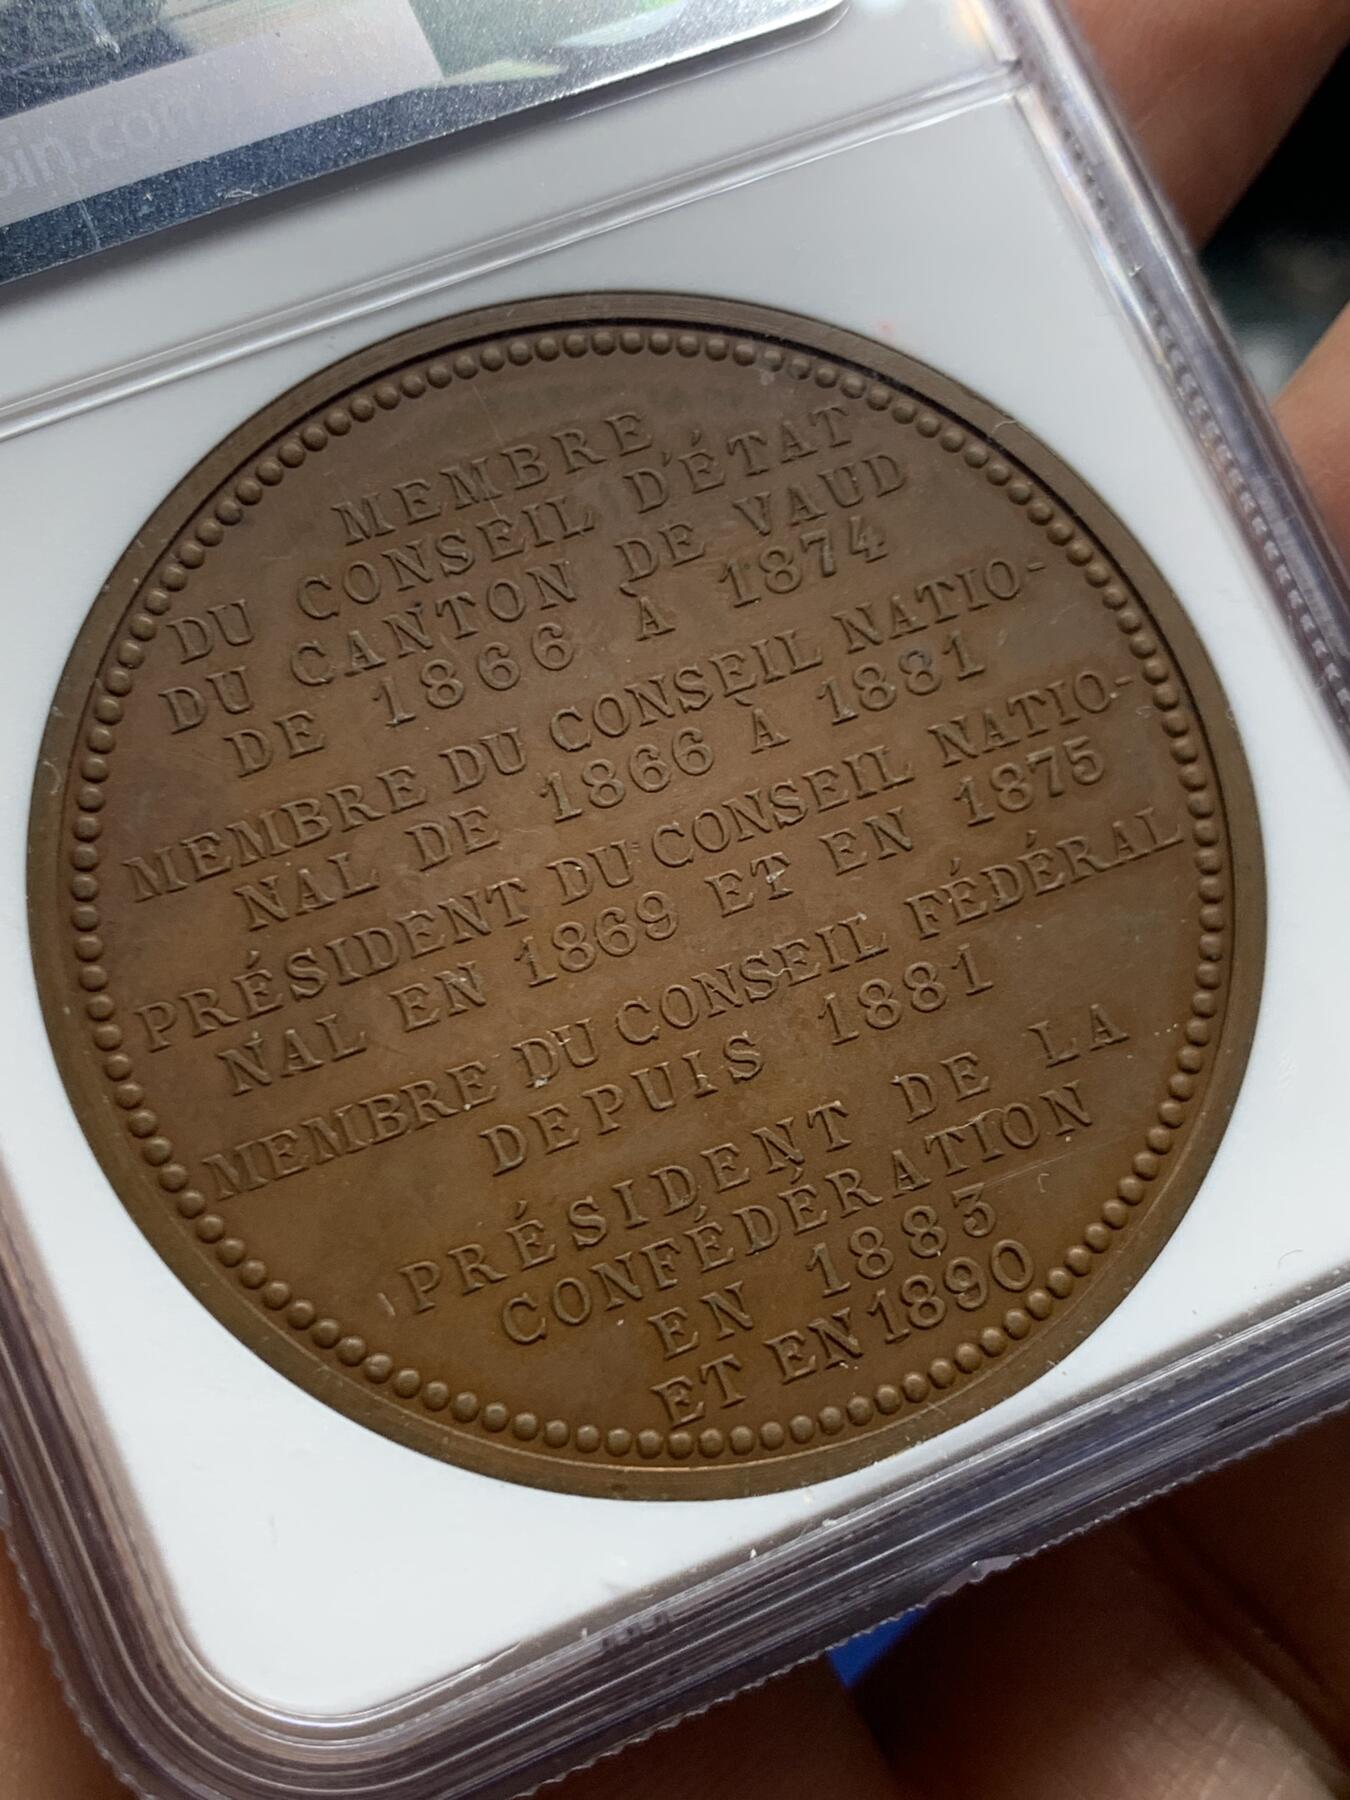 oin.com
MEMBRE
DU CONSEIL D'ÉTAT
DU CANTON DE VAUD
DE 1866 À 1874
MEMBRE DU CONSEIL NATIO-
NAL DE 1866 À 1881
PRÉSIDENT DU CONSEIL NATIO-
NAL EN 1869 ET EN 1875
MEMBRE DU CONSEIL FÉDÉRAL
DEPUIS 1881
PRÉSIDENT DE LA
CONFÉDÉRATION
EN 1883
ET EN 1890